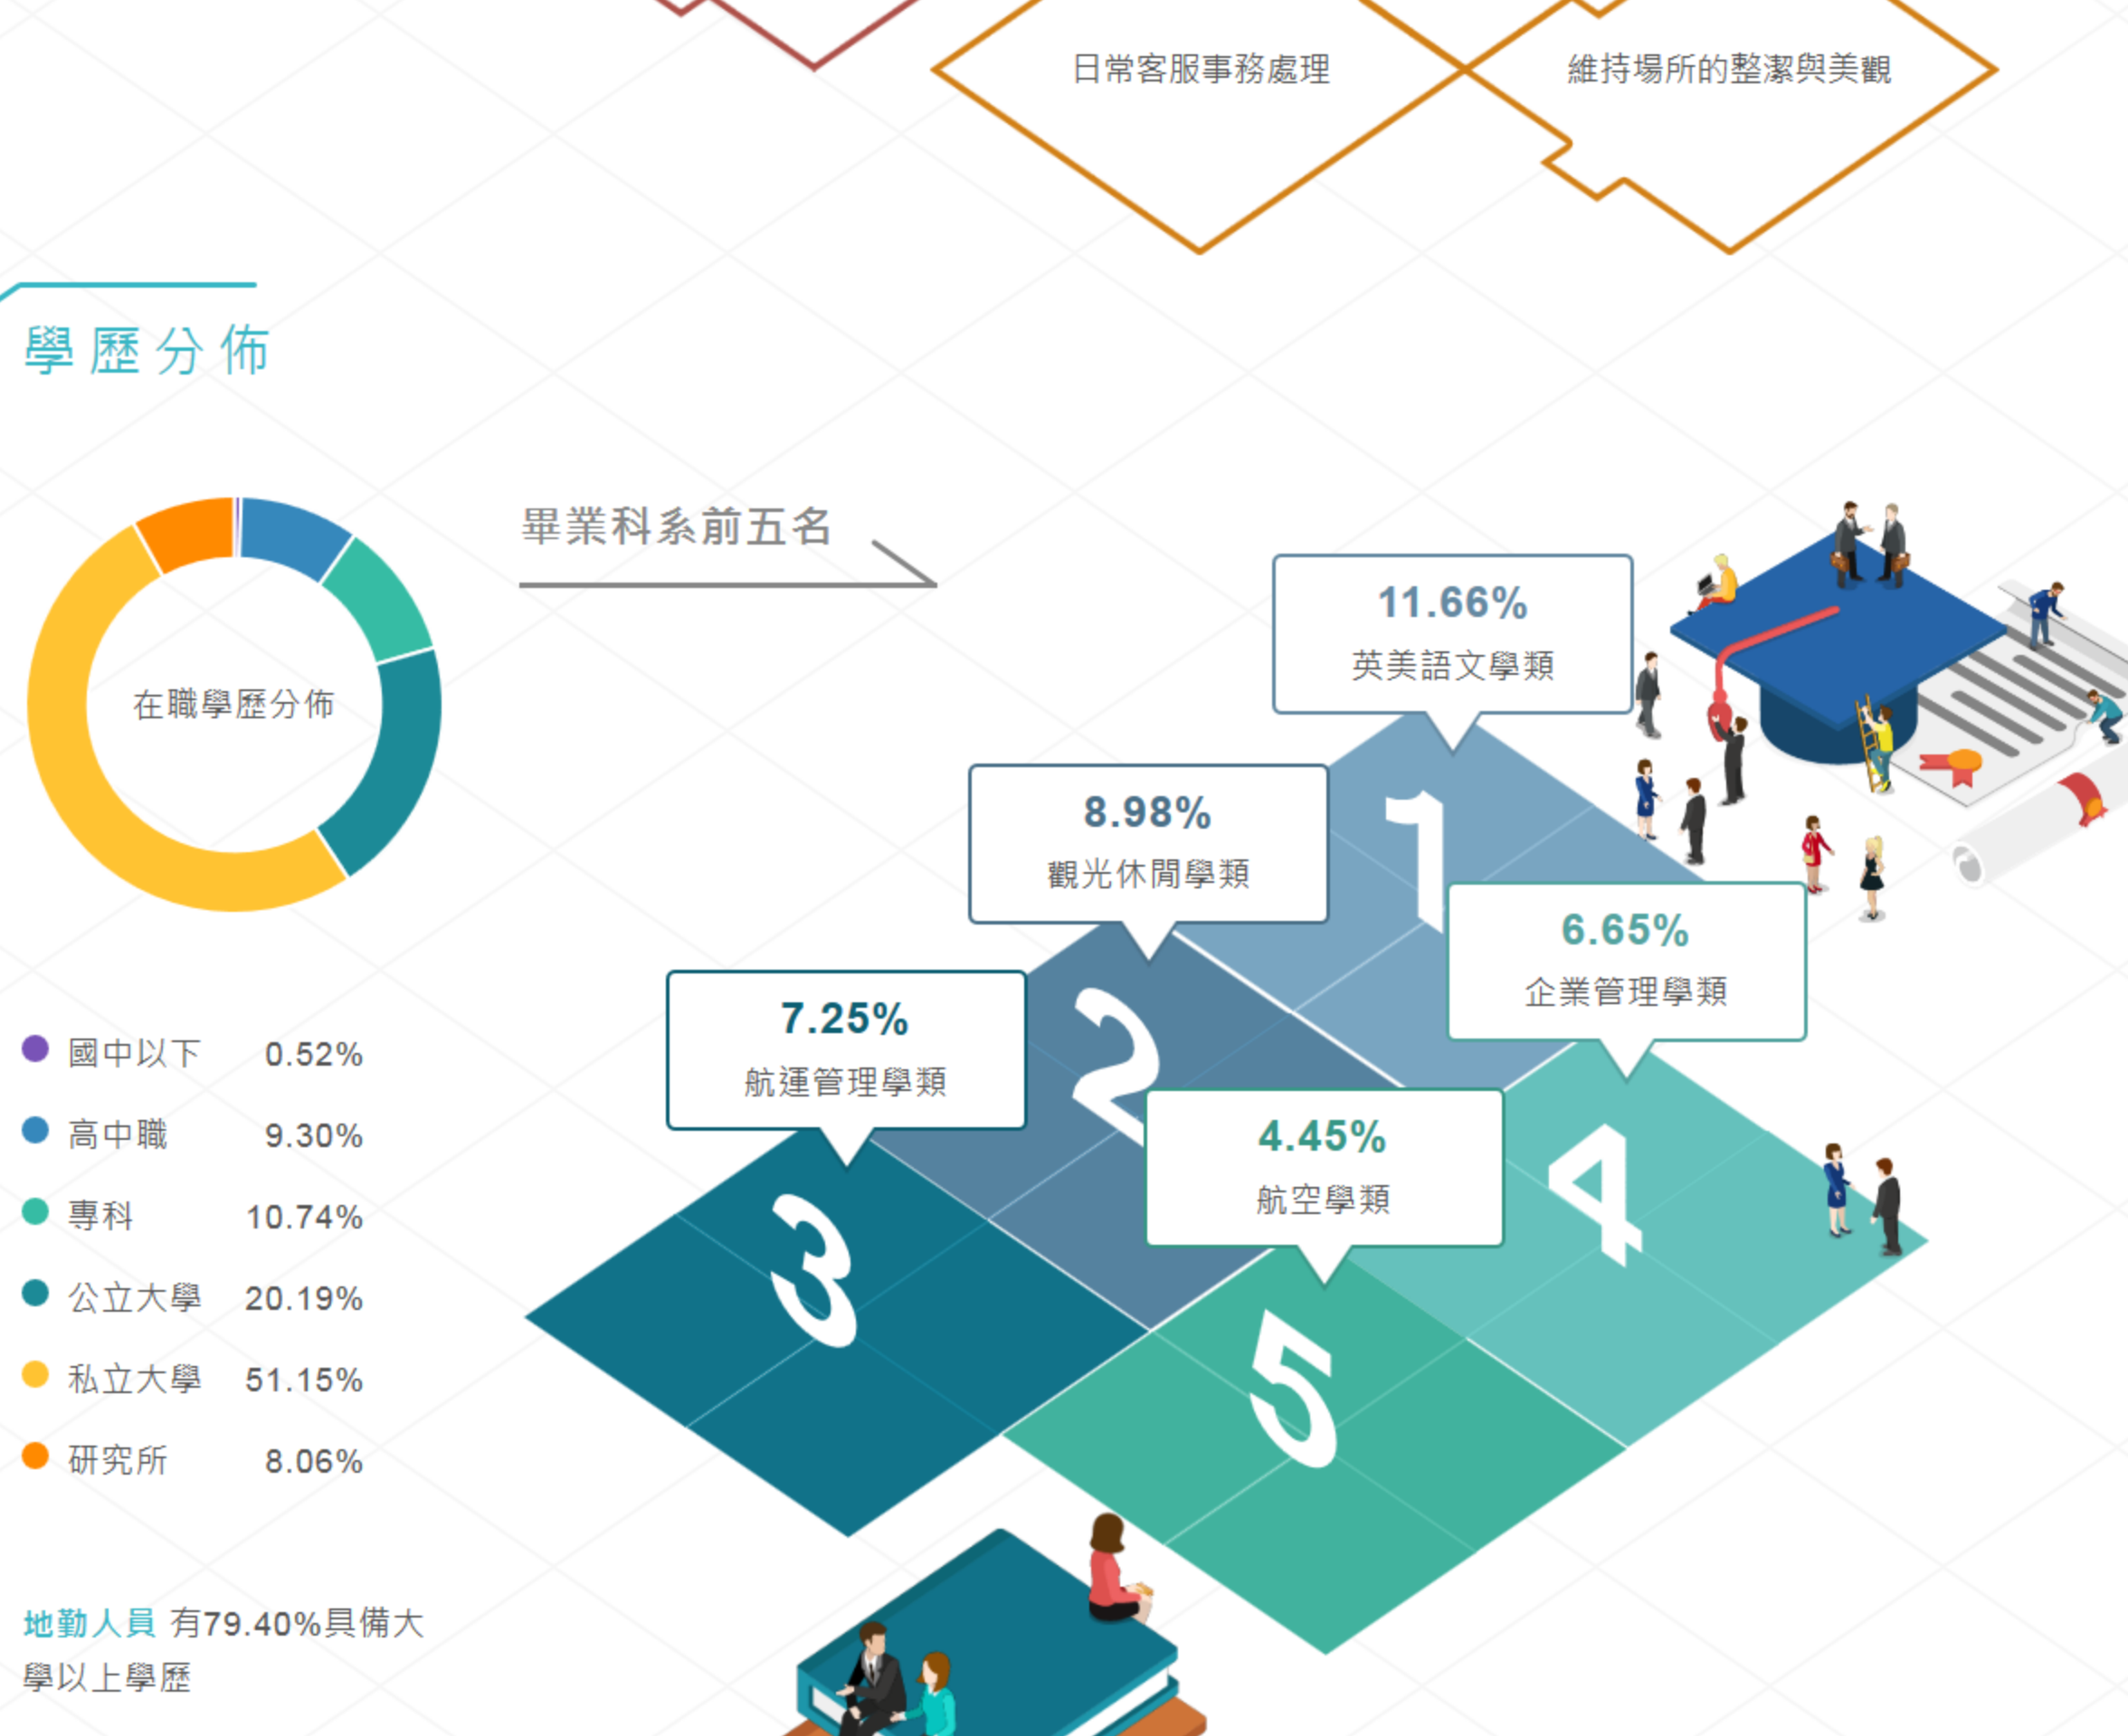 日常客服事務處理
維持場所的整潔與美觀
學歷分佈
畢業科系前五名
在職學歷分佈
國中以下 0.52%
高中職 9.30%
專科 10.74%
公立大學 20.19%
私立大學 51.15%
研究所 8.06%
地勤人員 有79.40%具備大
學以上學歷
11.66%
英美語文學類
1
8.98%
觀光休閒學類
2
7.25%
航運管理學類
3
6.65%
企業管理學類
4
4.45%
航空學類
5